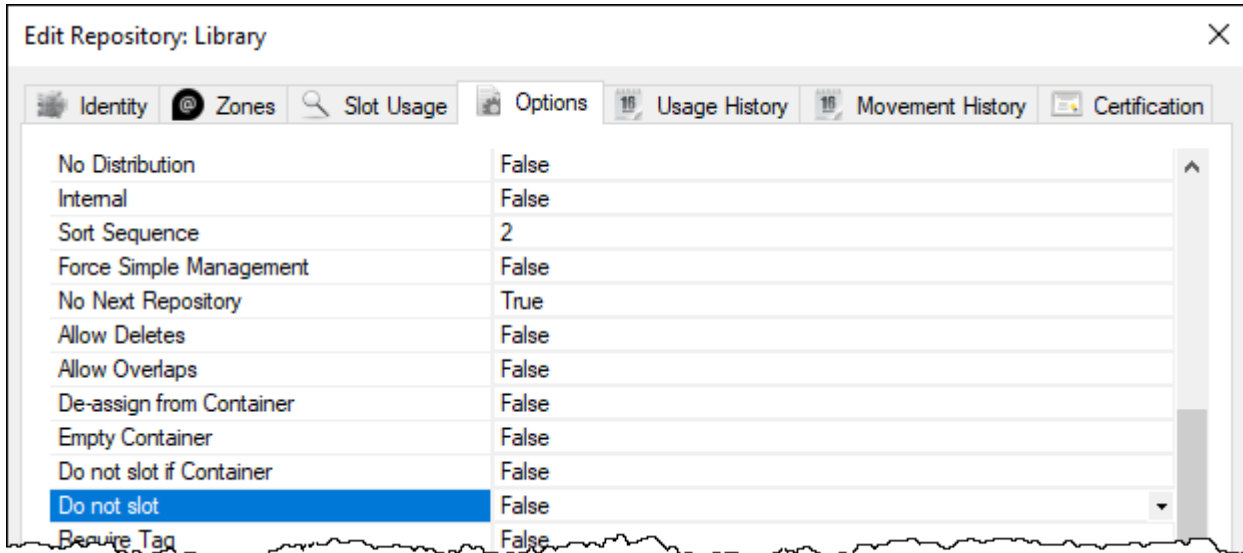 Edit Repository: Library
Identity Zones Slot Usage Options Usage History Movement History Certification
No Distribution False
Internal False
Sort Sequence 2
Force Simple Management False
No Next Repository True
Allow Deletes False
Allow Overlaps False
De-assign from Container False
Empty Container False
Do not slot if Container False
Do not slot False
Require Tag False